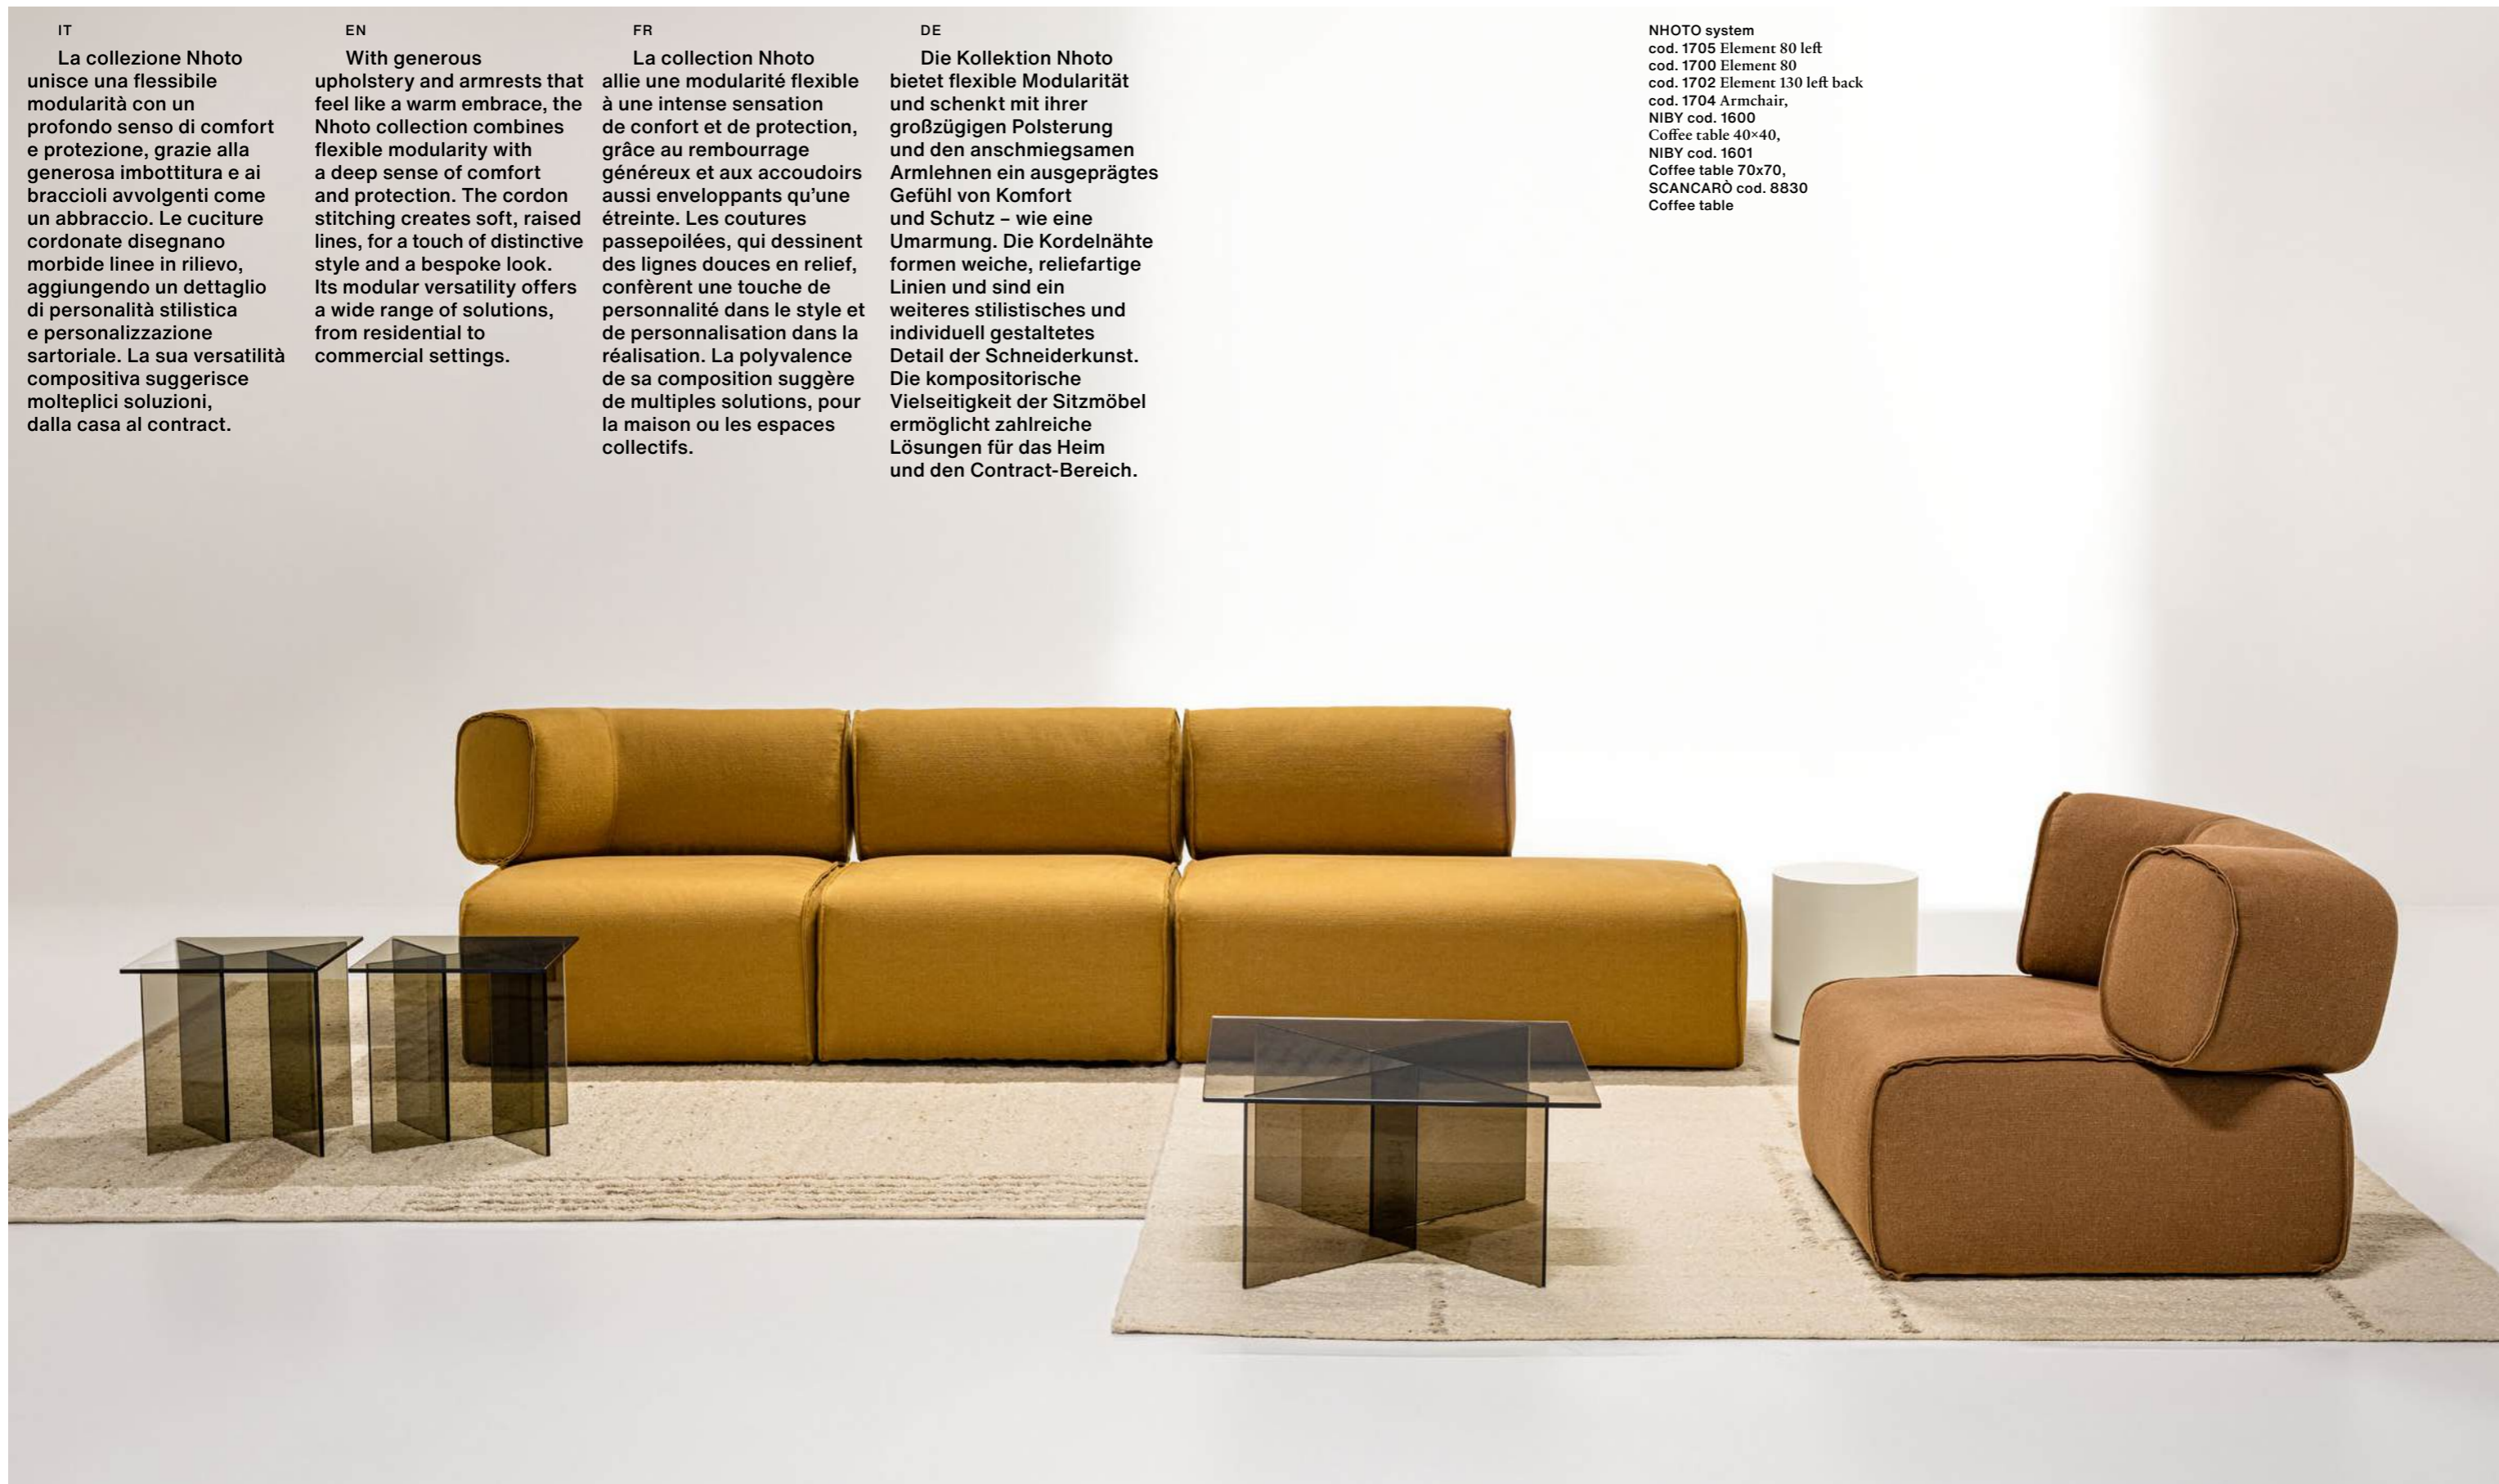 IT
La collezione Nhoto
unisce una flessibile
modularità con un
profondo senso di comfort
e protezione, grazie alla
generosa imbottitura e ai
braccioli avvolgenti come
un abbraccio. Le cuciture
cordonate disegnano
morbide linee in rilievo,
aggiungendo un dettaglio
di personalità stilistica
e personalizzazione
sartoriale. La sua versatilità
compositiva suggerisce
molteplici soluzioni,
dalla casa al contract.
EN
With generous
upholstery and armrests that
feel like a warm embrace, the
Nhoto collection combines
flexible modularity with
a deep sense of comfort
and protection. The cordon
stitching creates soft, raised
lines, for a touch of distinctive
style and a bespoke look.
Its modular versatility offers
a wide range of solutions,
from residential to
commercial settings.
FR
La collection Nhoto
allie une modularité flexible
à une intense sensation
de confort et de protection,
grâce au rembourrage
généreux et aux accoudoirs
aussi enveloppants qu’une
étreinte. Les coutures
passepoilées, qui dessinent
des lignes douces en relief,
confèrent une touche de
personnalité dans le style et
de personnalisation dans la
réalisation. La polyvalence
de sa composition suggère
de multiples solutions, pour
la maison ou les espaces
collectifs.
DE
Die Kollektion Nhoto
bietet flexible Modularität
und schenkt mit ihrer
großzügigen Polsterung
und den anschmiegsamen
Armlehnen ein ausgeprägtes
Gefühl von Komfort
und Schutz – wie eine
Umarmung. Die Kordelnähte
formen weiche, reliefartige
Linien und sind ein
weiteres stilistisches und
individuell gestaltetes
Detail der Schneiderkunst.
Die kompositorische
Vielseitigkeit der Sitzmöbel
ermöglicht zahlreiche
Lösungen für das Heim
und den Contract-Bereich.
NHOTO system
cod. 1705 Element 80 left
cod. 1700 Element 80
cod. 1702 Element 130 left back
cod. 1704 Armchair,
NIBY cod. 1600
Coffee table 40×40,
NIBY cod. 1601
Coffee table 70x70,
SCANCARÒ cod. 8830
Coffee table